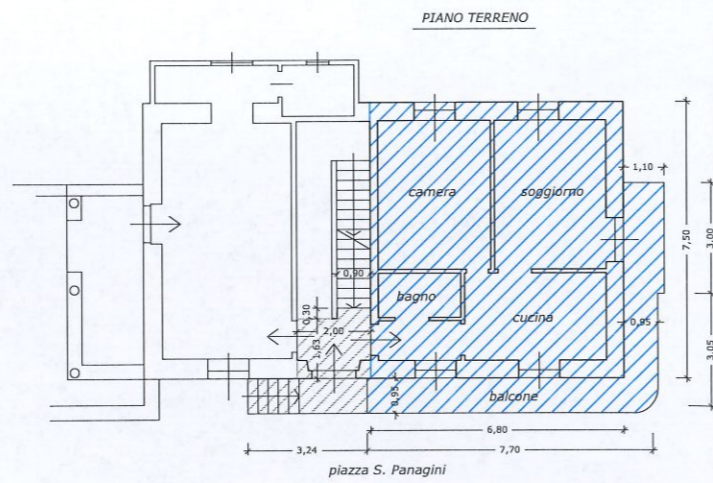 PIANO TERRENO
1,10
camera
soggiorno
7,50
3,00
0,90
bagno
0,30
2,00
cucina
0,95
1,63
3,05
0,95
balcone
6,80
3,24
7,70
piazza S. Panagini